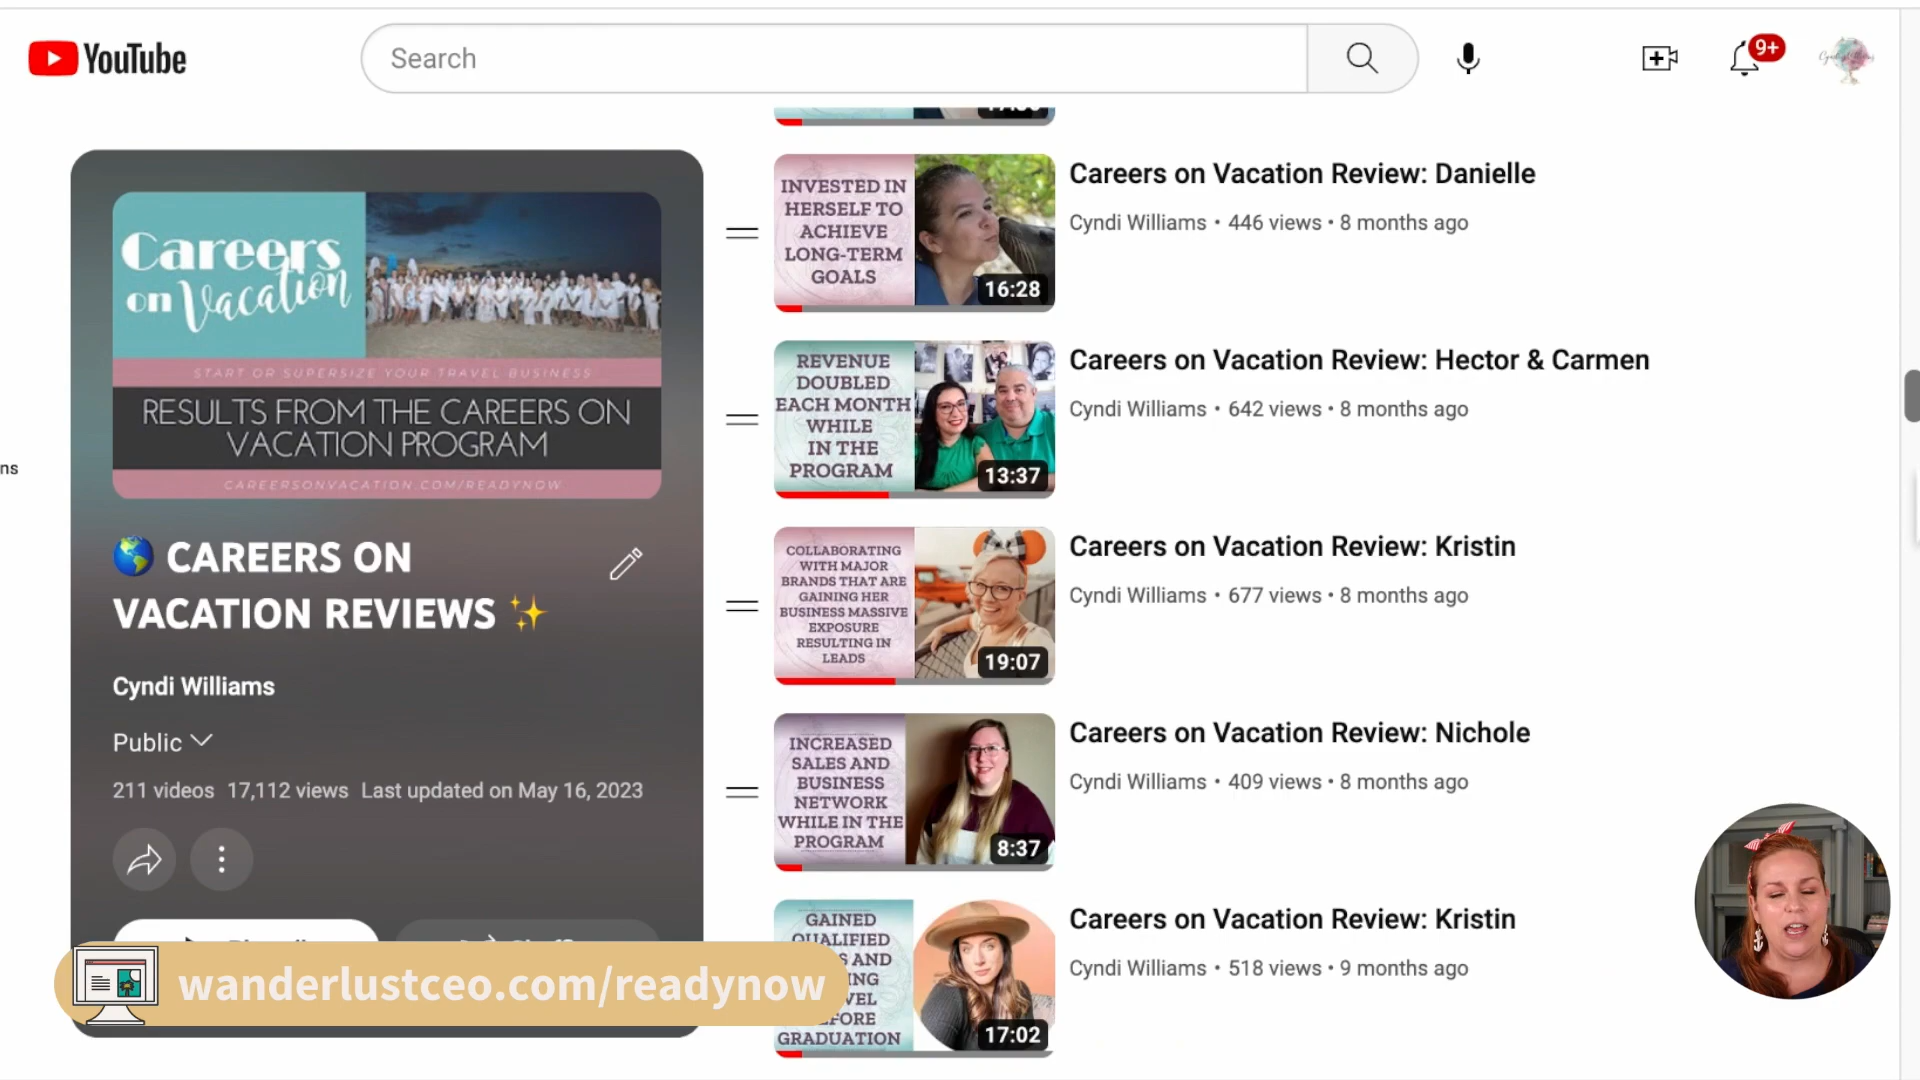 YouTube
Search
9+
ns
Careers
on Vacation
START OR SUPERSIZE YOUR TRAVEL BUSINESS
RESULTS FROM THE CAREERS ON
VACATION PROGRAM
CAREERSONVACATION.COM/READYNOW
🌎 CAREERS ON
VACATION REVIEWS ✨
Cyndi Williams
Public
211 videos 17,112 views Last updated on May 16, 2023
wanderlustceo.com/readynow
INVESTED IN
HERSELF TO
ACHIEVE
LONG-TERM
GOALS
16:28
Careers on Vacation Review: Danielle
Cyndi Williams • 446 views • 8 months ago
REVENUE
DOUBLED
EACH MONTH
WHILE
IN THE
PROGRAM
13:37
Careers on Vacation Review: Hector & Carmen
Cyndi Williams • 642 views • 8 months ago
COLLABORATING
WITH MAJOR
BRANDS THAT ARE
GAINING HER
BUSINESS MASSIVE
EXPOSURE
RESULTING IN
LEADS
19:07
Careers on Vacation Review: Kristin
Cyndi Williams • 677 views • 8 months ago
INCREASED
SALES AND
BUSINESS
NETWORK
WHILE IN THE
PROGRAM
8:37
Careers on Vacation Review: Nichole
Cyndi Williams • 409 views • 8 months ago
GAINED
QUALIFIED
AND
GRADUATION
17:02
Careers on Vacation Review: Kristin
Cyndi Williams • 518 views • 9 months ago